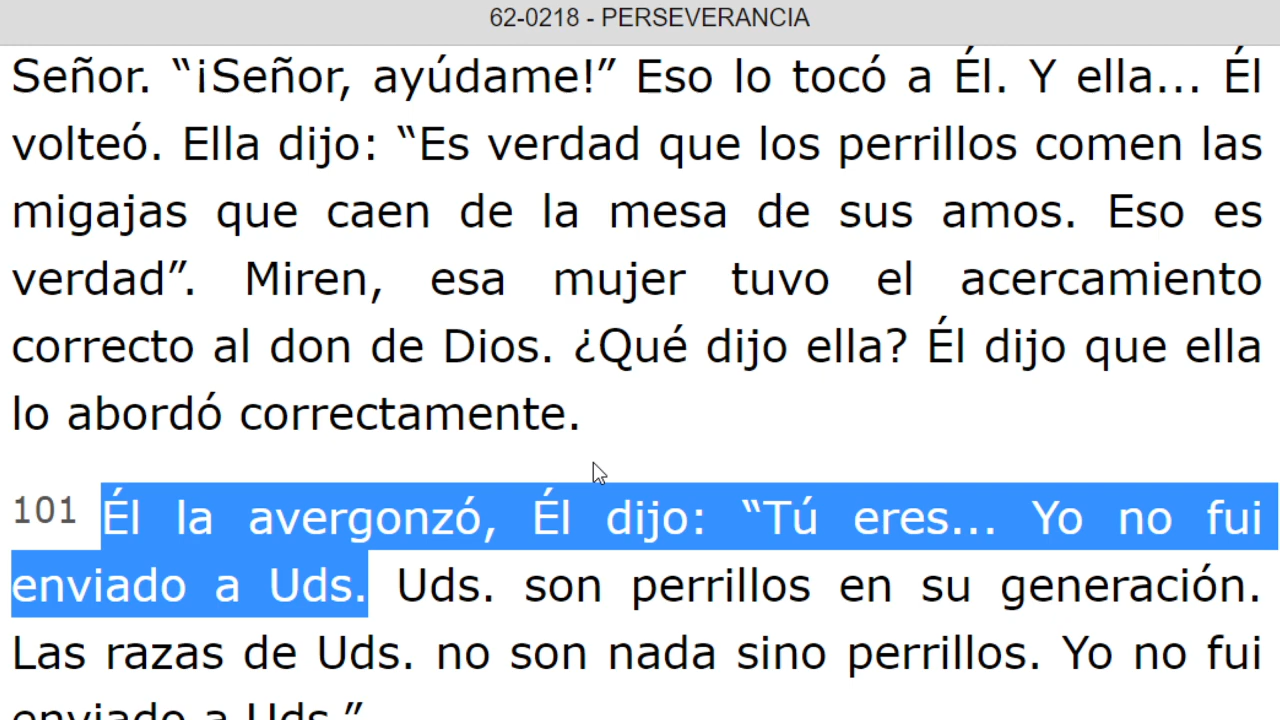 62-0218 - PERSEVERANCIA
Señor. “¡Señor, ayúdame!” Eso lo tocó a Él. Y ella... Él
volteó. Ella dijo: “Es verdad que los perrillos comen las
migajas que caen de la mesa de sus amos. Eso es
verdad”. Miren, esa mujer tuvo el acercamiento
correcto al don de Dios. ¿Qué dijo ella? Él dijo que ella
lo abordó correctamente.
101 Él la avergonzó, Él dijo: “Tú eres... Yo no fui
enviado a Uds. Uds. son perrillos en su generación.
Las razas de Uds. no son nada sino perrillos. Yo no fui
enviado a Uds.”